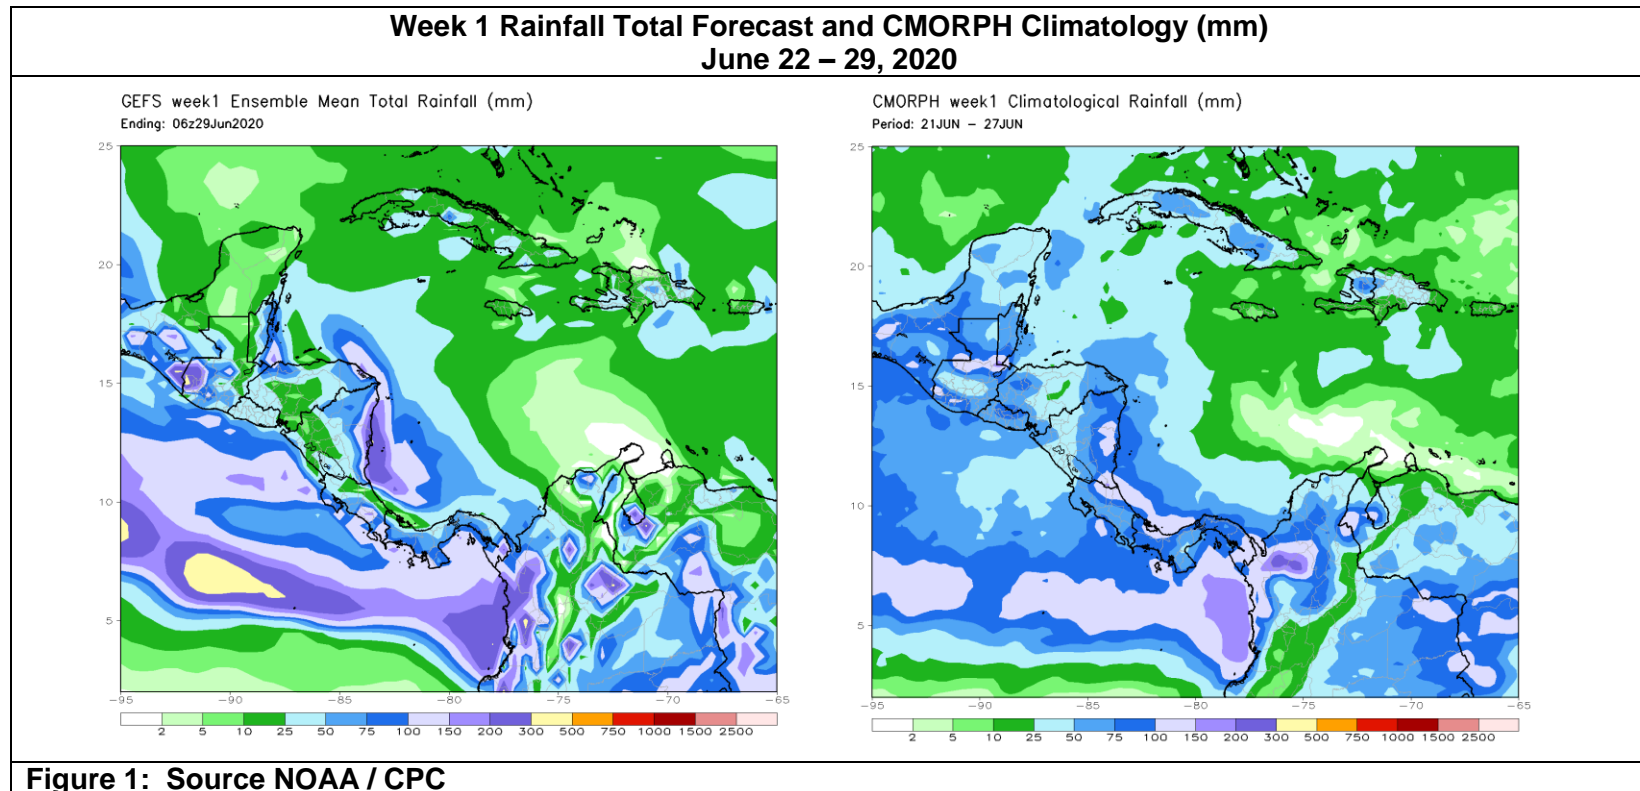 Week 1 Rainfall Total Forecast and CMORPH Climatology (mm)
June 22 – 29, 2020
GEFS week1 Ensemble Mean Total Rainfall (mm)
Ending: 06z29Jun2020
25
20
15
10
5
-95 -90 -85 -80 -75 -70 -65
2 5 10 25 50 75 100 150 200 300 500 750 1000 1500 2500
CMORPH week1 Climatological Rainfall (mm)
Period: 21JUN – 27JUN
25
20
15
10
5
-95 -90 -85 -80 -75 -70 -65
2 5 10 25 50 75 100 150 200 300 500 750 1000 1500 2500
Figure 1: Source NOAA / CPC